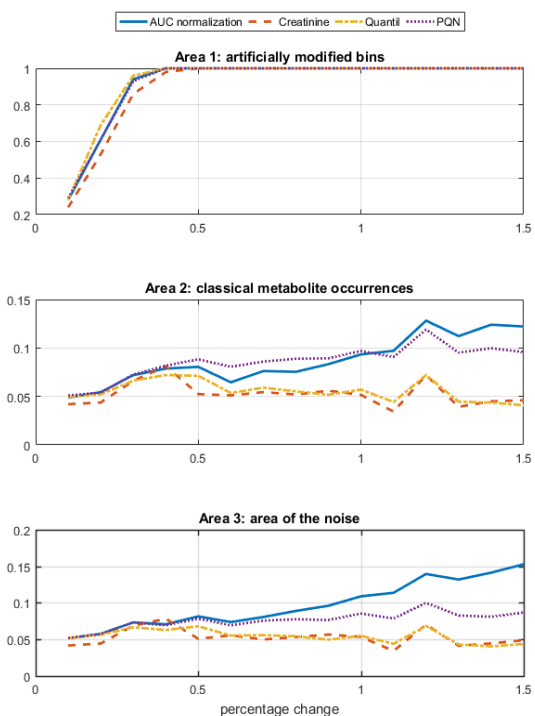 AUC normalization Creatinine Quantil PQN
Area 1: artificially modified bins
1
0.8
0.6
0.4
0.2
0 0.5 1 1.5
Area 2: classical metabolite occurrences
0.15
0.1
0.05
0
0 0.5 1 1.5
Area 3: area of the noise
0.2
0.15
0.1
0.05
0
0 0.5 1 1.5
percentage change